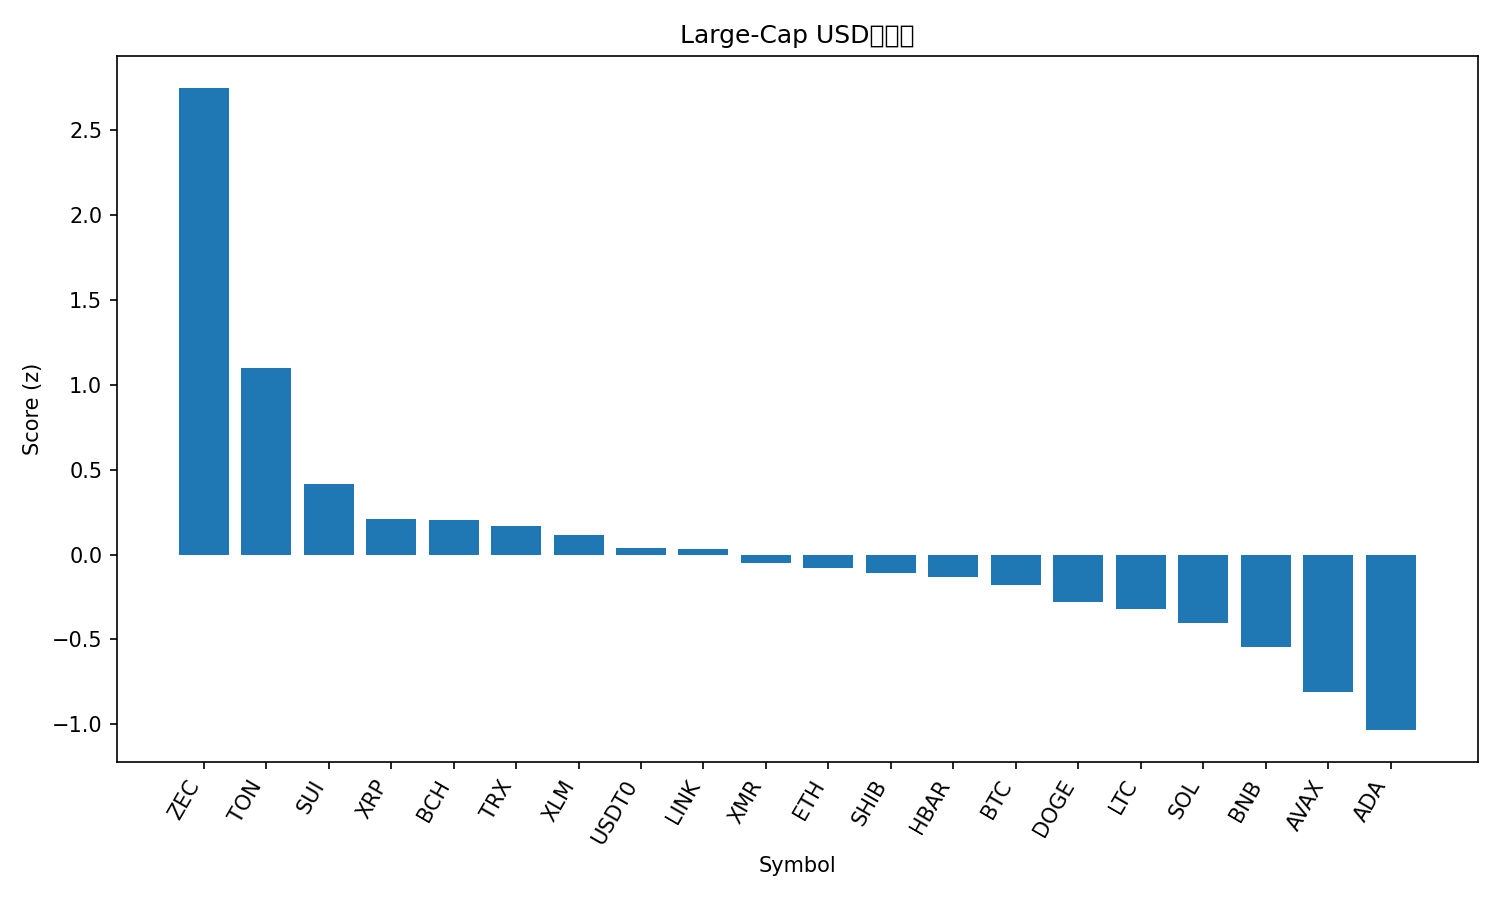 Large-Cap USD
Score (z)
2.5
2.0
1.5
1.0
0.5
0.0
−0.5
−1.0
ZEC
TON
SUI
XRP
BCH
TRX
XLM
USDT0
LINK
XMR
ETH
SHIB
HBAR
BTC
DOGE
LTC
SOL
BNB
AVAX
ADA
Symbol